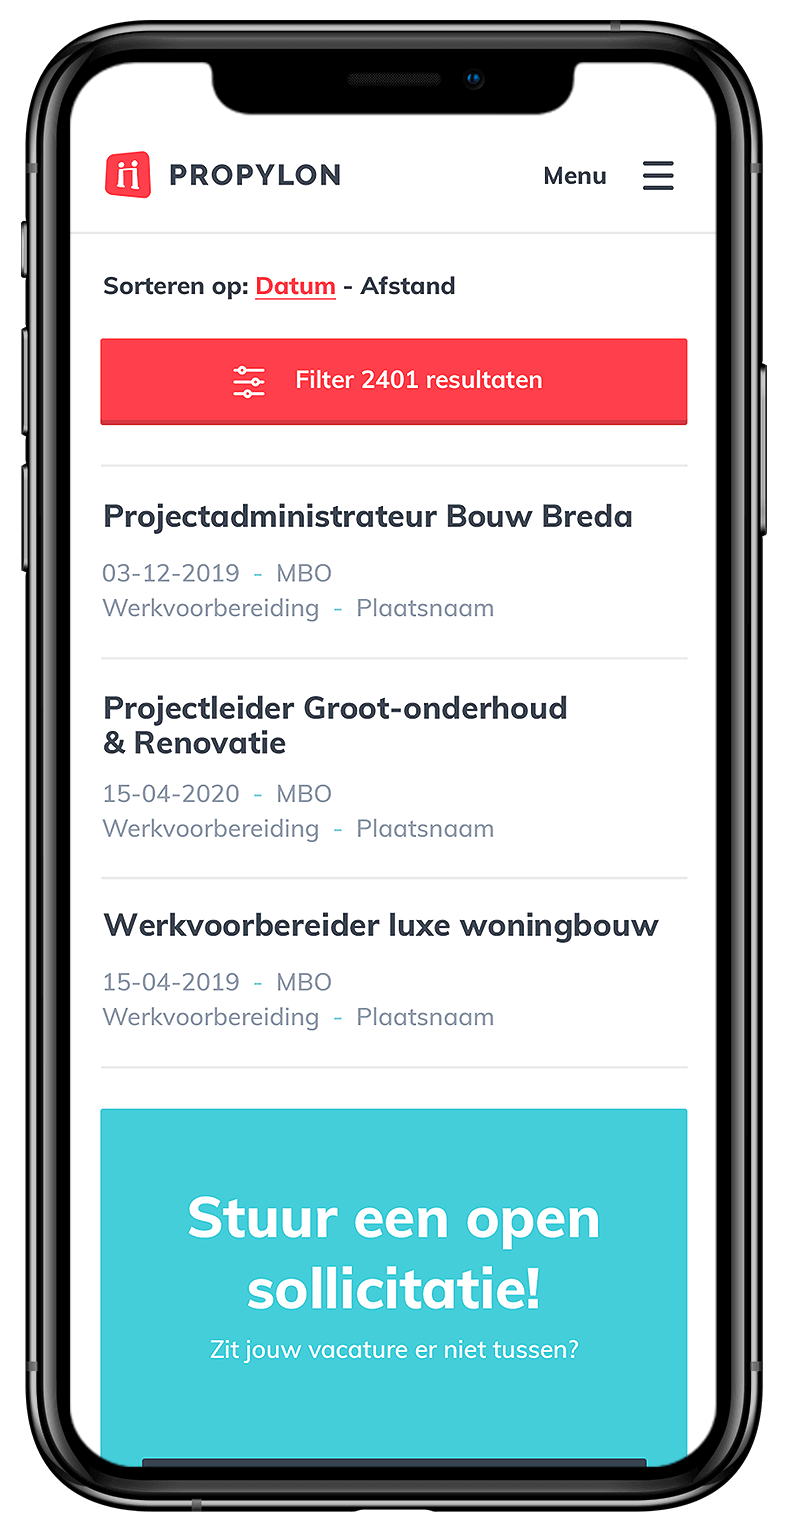 PROPYLON
Menu
Sorteren op: Datum - Afstand
Filter 2401 resultaten
Projectadministrateur Bouw Breda
03-12-2019 - MBO
Werkvoorbereiding - Plaatsnaam
Projectleider Groot-onderhoud
& Renovatie
15-04-2020 - MBO
Werkvoorbereiding - Plaatsnaam
Werkvoorbereider luxe woningbouw
15-04-2019 - MBO
Werkvoorbereiding - Plaatsnaam
Stuur een open
sollicitatie!
Zit jouw vacature er niet tussen?